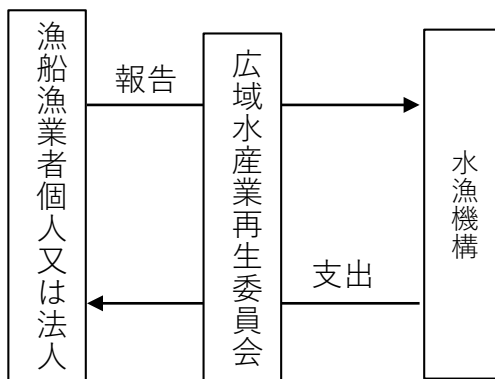 漁船漁業者個人又は法人
報告
広域水産業再生委員会
支出
水漁機構